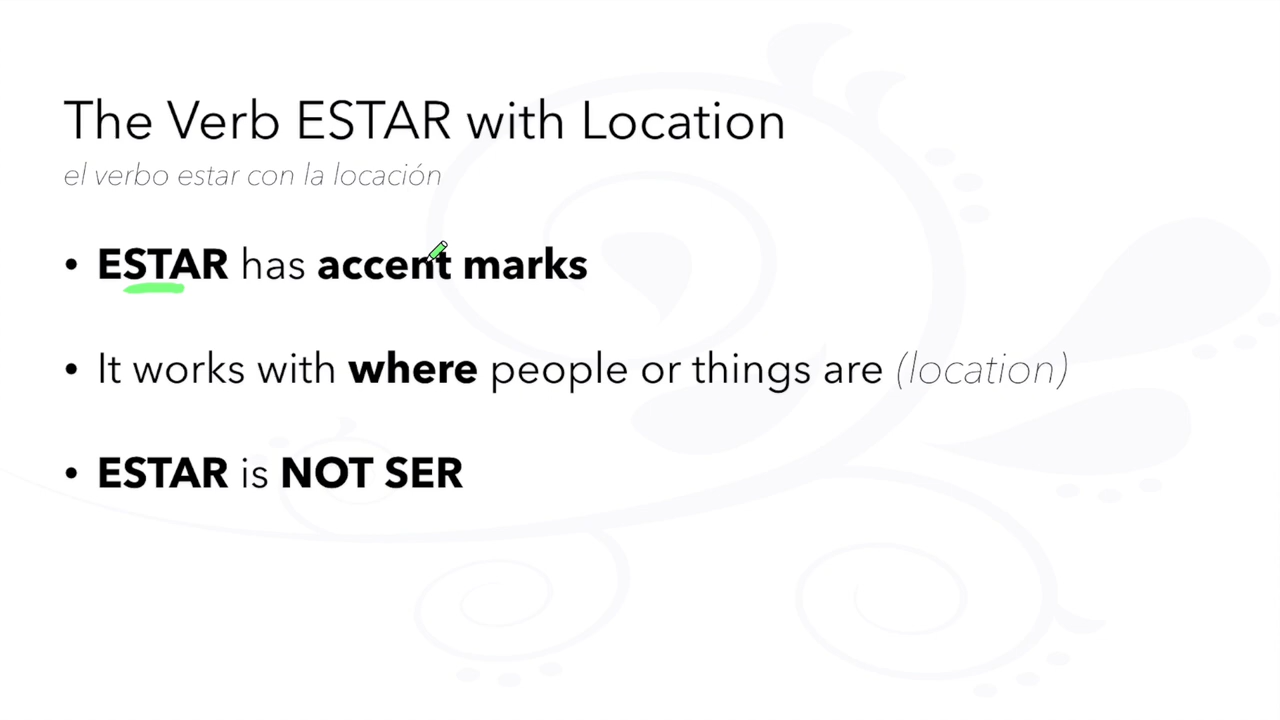 The Verb ESTAR with Location
el verbo estar con la locación
• ESTAR has accent marks
• It works with where people or things are (location)
• ESTAR is NOT SER